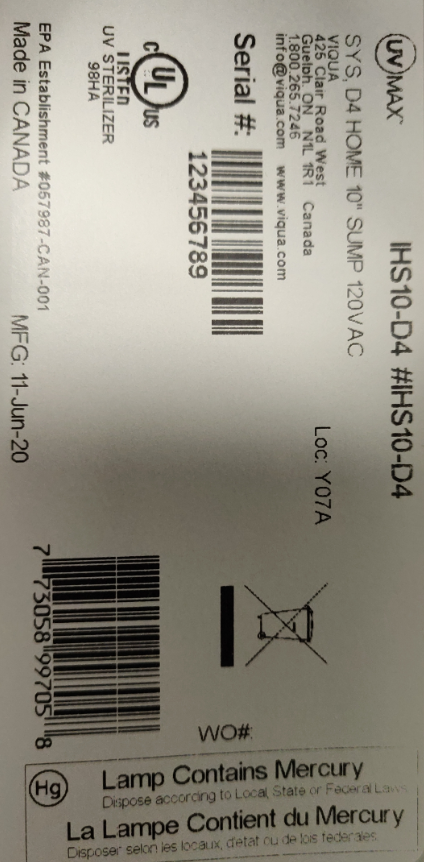 UVMAX™ IHS10-D4 #IHS10-D4
SYS, D4 HOME 10" SUMP 120VAC
VIQUA
425 Clair Road West
Guelph, ON N1L 1R1 Canada
1.800.265.7246
info@viqua.com www.viqua.com
Loc: Y07A
Serial #:
123456789
C UL US
LISTED
UV STERILIZER
98HA
EPA Establishment #057987-CAN-001
Made in CANADA MFG: 11-Jun-20
7 73058 99705 8
WO#:
Hg
Lamp Contains Mercury
Dispose according to Local, State or Federal Laws
La Lampe Contient du Mercury
Disposer selon les locaux, d'etat ou de lois federales